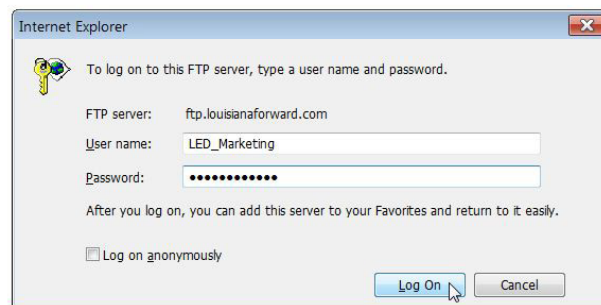 Internet Explorer
To log on to this FTP server, type a user name and password.
FTP server: ftp.louisianaforward.com
User name: LED_Marketing
Password: ••••••••••••
After you log on, you can add this server to your Favorites and return to it easily.
Log on anonymously
Log On Cancel